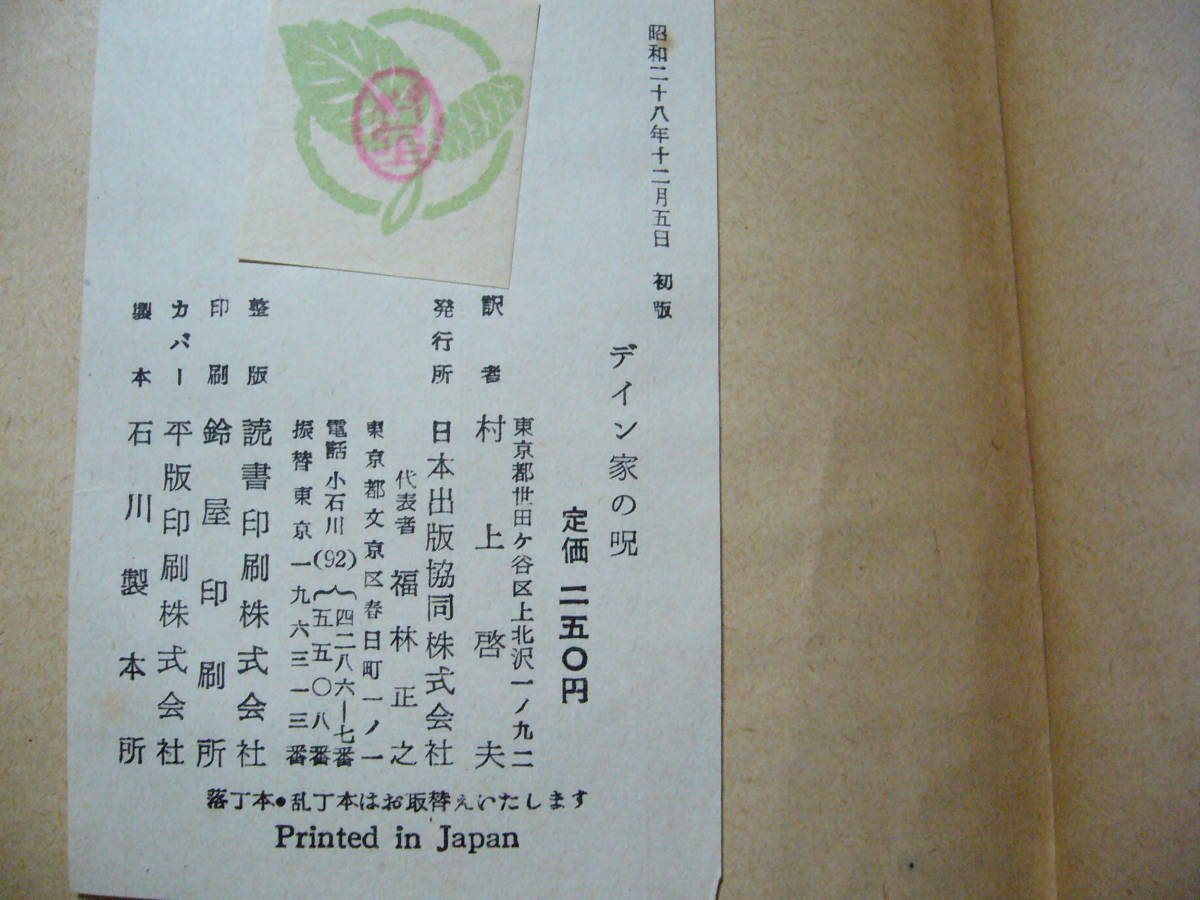 昭和二十八年十二月五日　初版
デイン家の呪
定価 二五〇円
東京都世田ケ谷区上北沢一ノ九二
訳者　村上啓夫
発行所　日本出版協同株式会社
代表者　福林正之
東京都文京区春日町一ノ一
電話 小石川(92){四二八六―七番
五五〇八番
振替東京一九六三一三番
整版　読書印刷株式会社
印刷　鈴屋印刷所
カバー　平版印刷株式会社
製本　石川製本所
落丁本●乱丁本はお取替えいたします
Printed in Japan